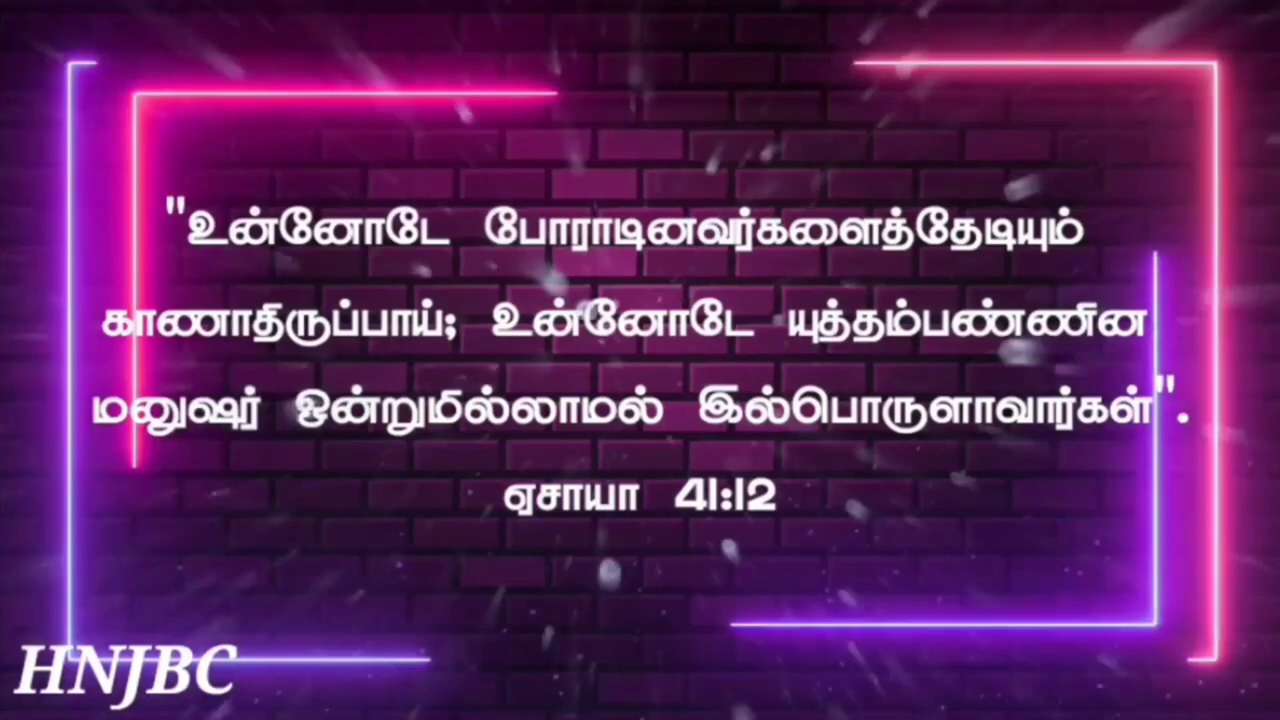 "உன்னோடே போராடினவர்களைத்தேடியும்
காணாதிருப்பாய்; உன்னோடே யுத்தம்பண்ணின
மனுஷர் ஒன்றுமில்லாமல் இல்பொருளாவார்கள்".
ஏசாயா 41:12
HNJBC